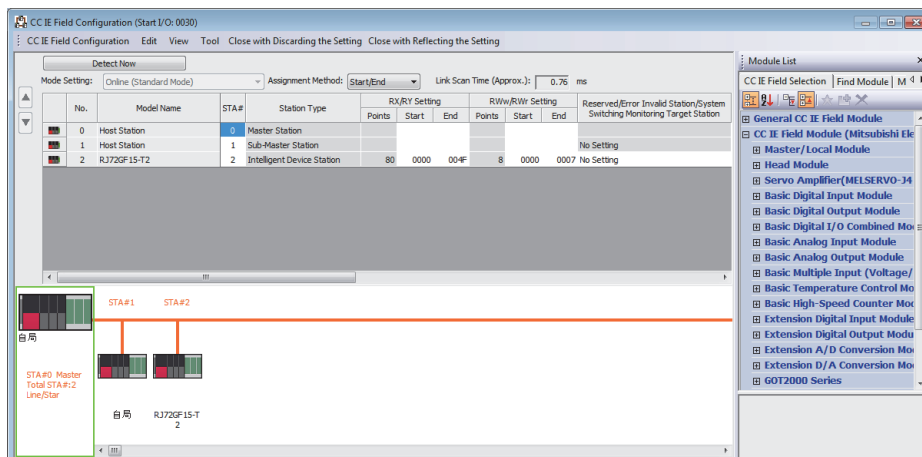 CC IE Field Configuration (Start I/O: 0030)
CC IE Field Configuration Edit View Tool Close with Discarding the Setting Close with Reflecting the Setting
Detect Now
Mode Setting: Online (Standard Mode) Assignment Method: Start/End Link Scan Time (Approx.): 0.76 ms
No. Model Name STA# Station Type RX/RY Setting RWw/RWr Setting Reserved/Error Invalid Station/System Switching Monitoring Target Station
Points Start End Points Start End
0 Host Station 0 Master Station
1 Host Station 1 Sub-Master Station No Setting
2 RJ72GF15-T2 2 Intelligent Device Station 80 0000 004F 8 0000 0007 No Setting
STA#1 STA#2
自局
STA#0 Master
Total STA#:2
Line/Star
自局 RJ72GF15-T
2
Module List
CC IE Field Selection Find Module M
General CC IE Field Module
CC IE Field Module (Mitsubishi Ele
Master/Local Module
Head Module
Servo Amplifier(MELSERVO-J4
Basic Digital Input Module
Basic Digital Output Module
Basic Digital I/O Combined Mo
Basic Analog Input Module
Basic Analog Output Module
Basic Multiple Input (Voltage/
Basic Temperature Control Mo
Basic High-Speed Counter Moc
Extension Digital Input Module
Extension Digital Output Modu
Extension A/D Conversion Mo
Extension D/A Conversion Mo
GOT2000 Series